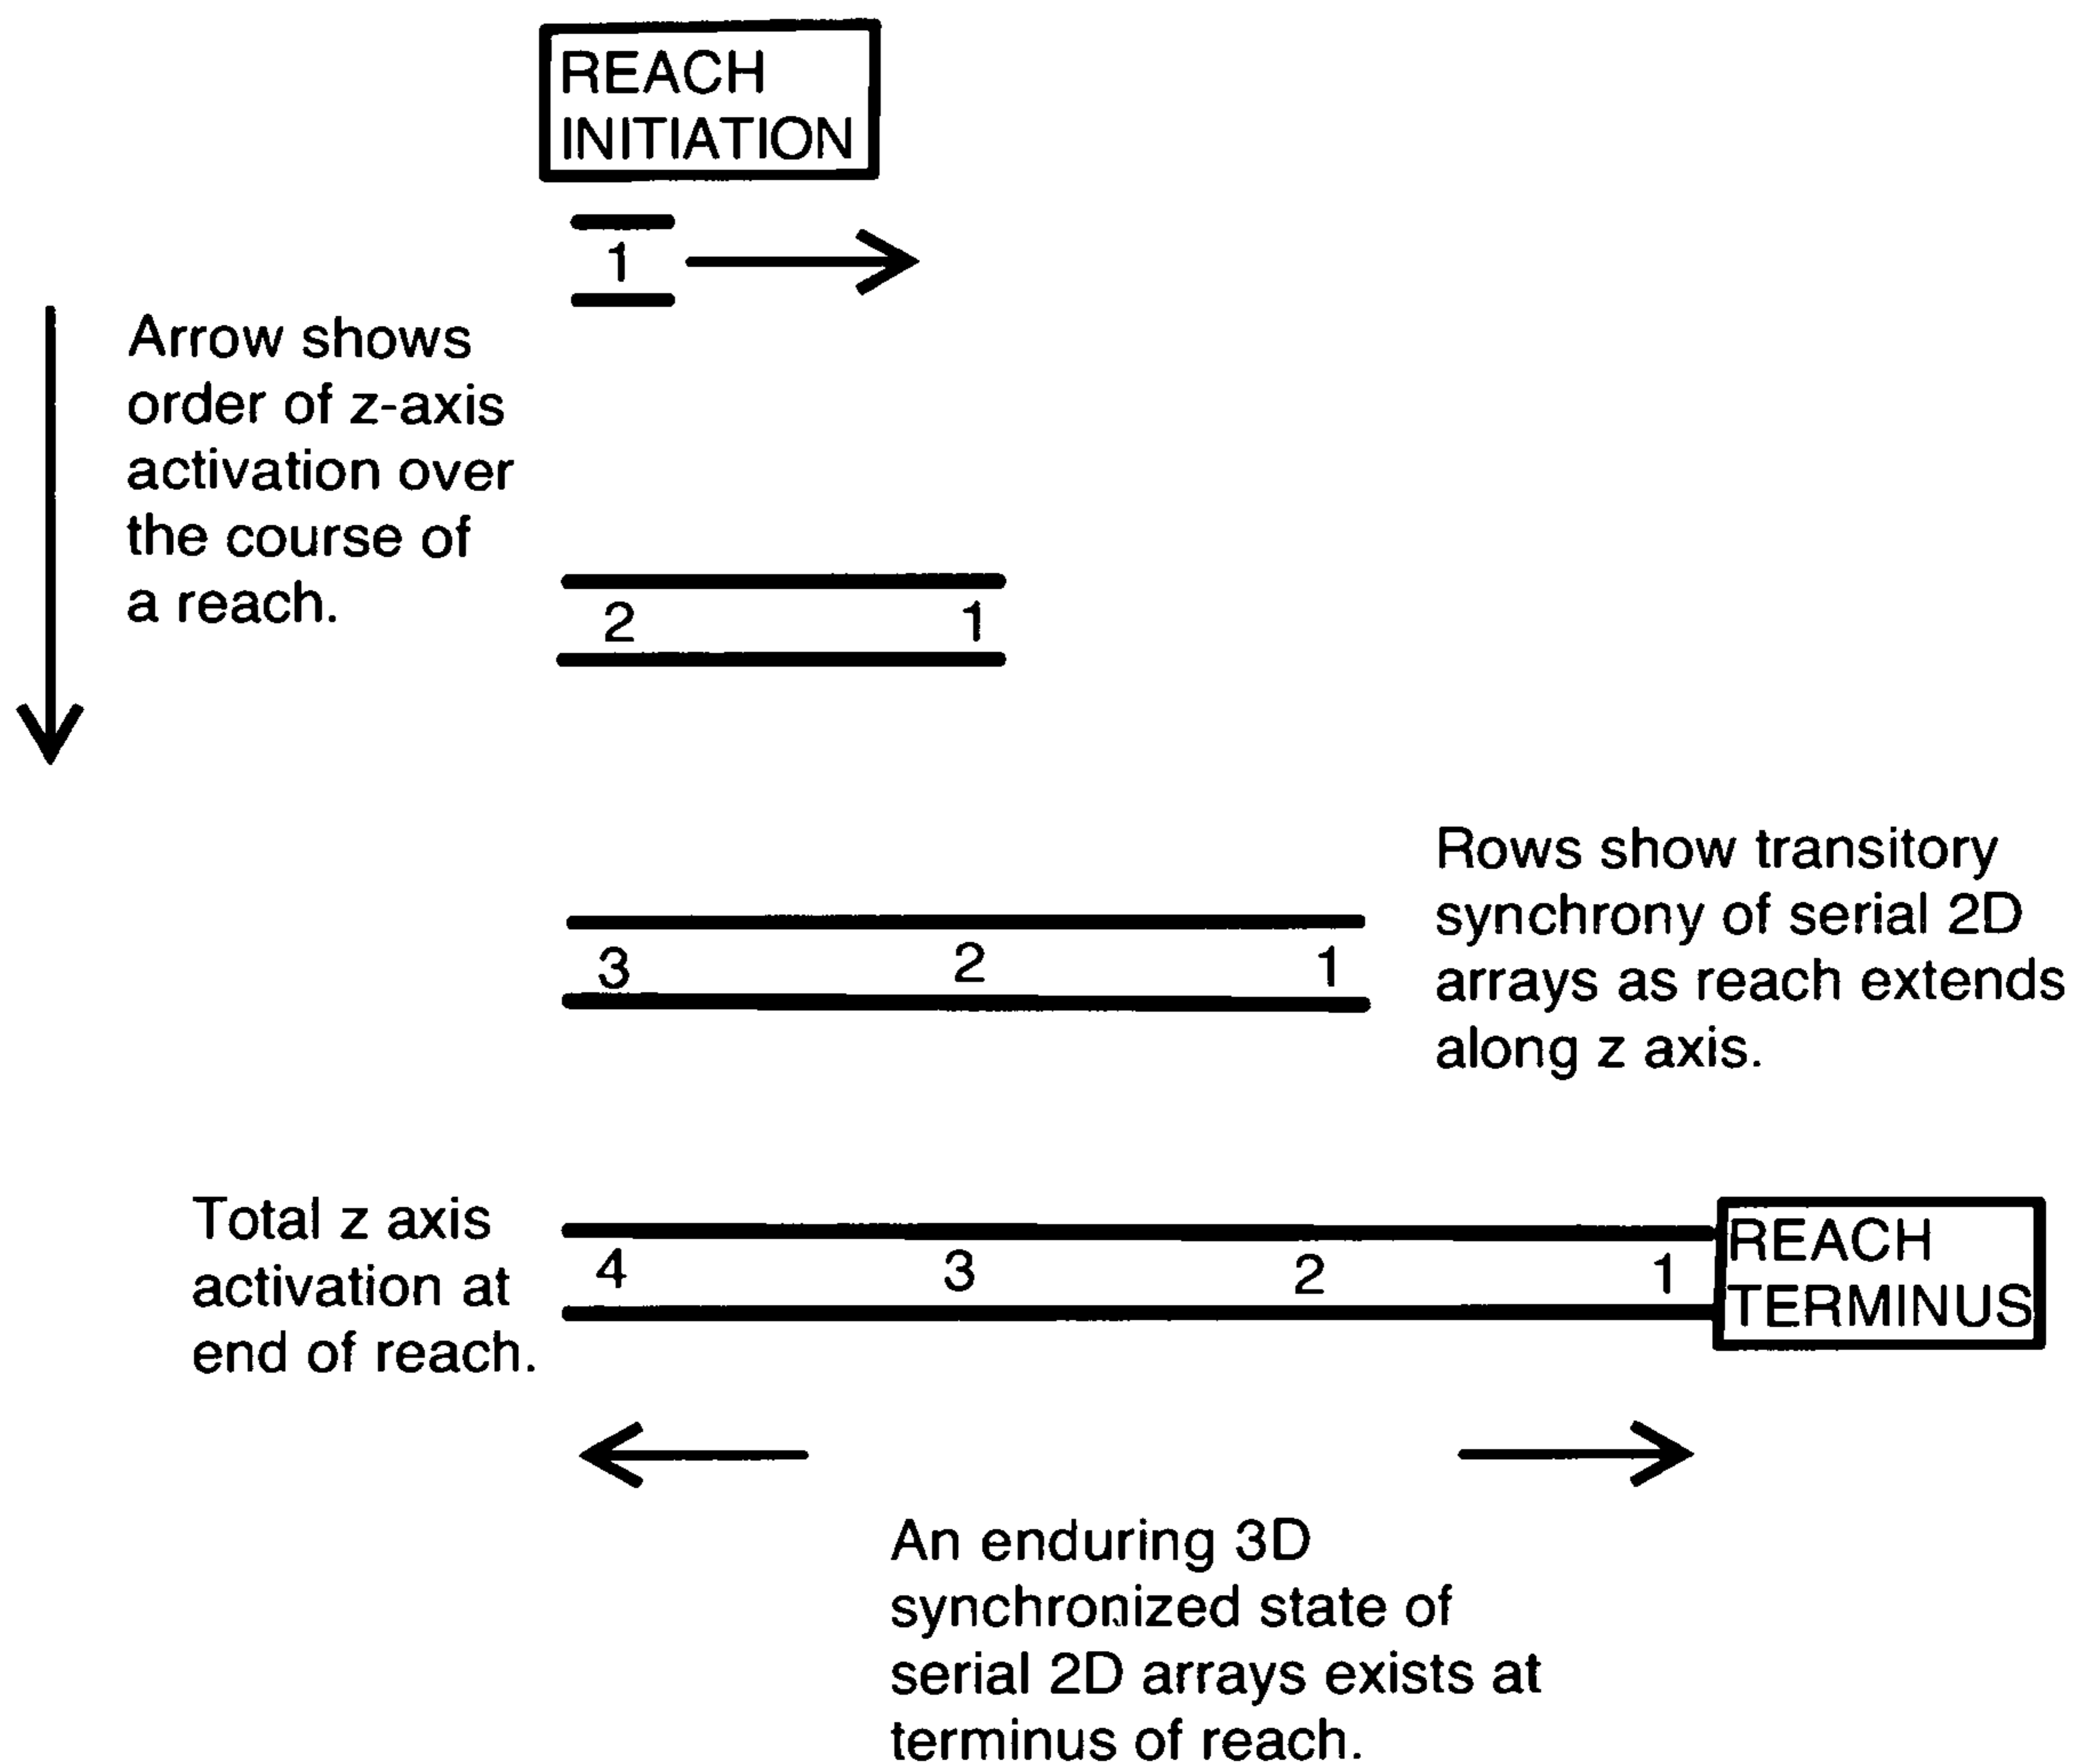 REACH
INITIATION
1
Arrow shows
order of z-axis
activation over
the course of
a reach.
2 1
Rows show transitory
synchrony of serial 2D
arrays as reach extends
along z axis.
3 2 1
Total z axis
activation at
end of reach.
4 3 2 1
REACH
TERMINUS
An enduring 3D
synchronized state of
serial 2D arrays exists at
terminus of reach.